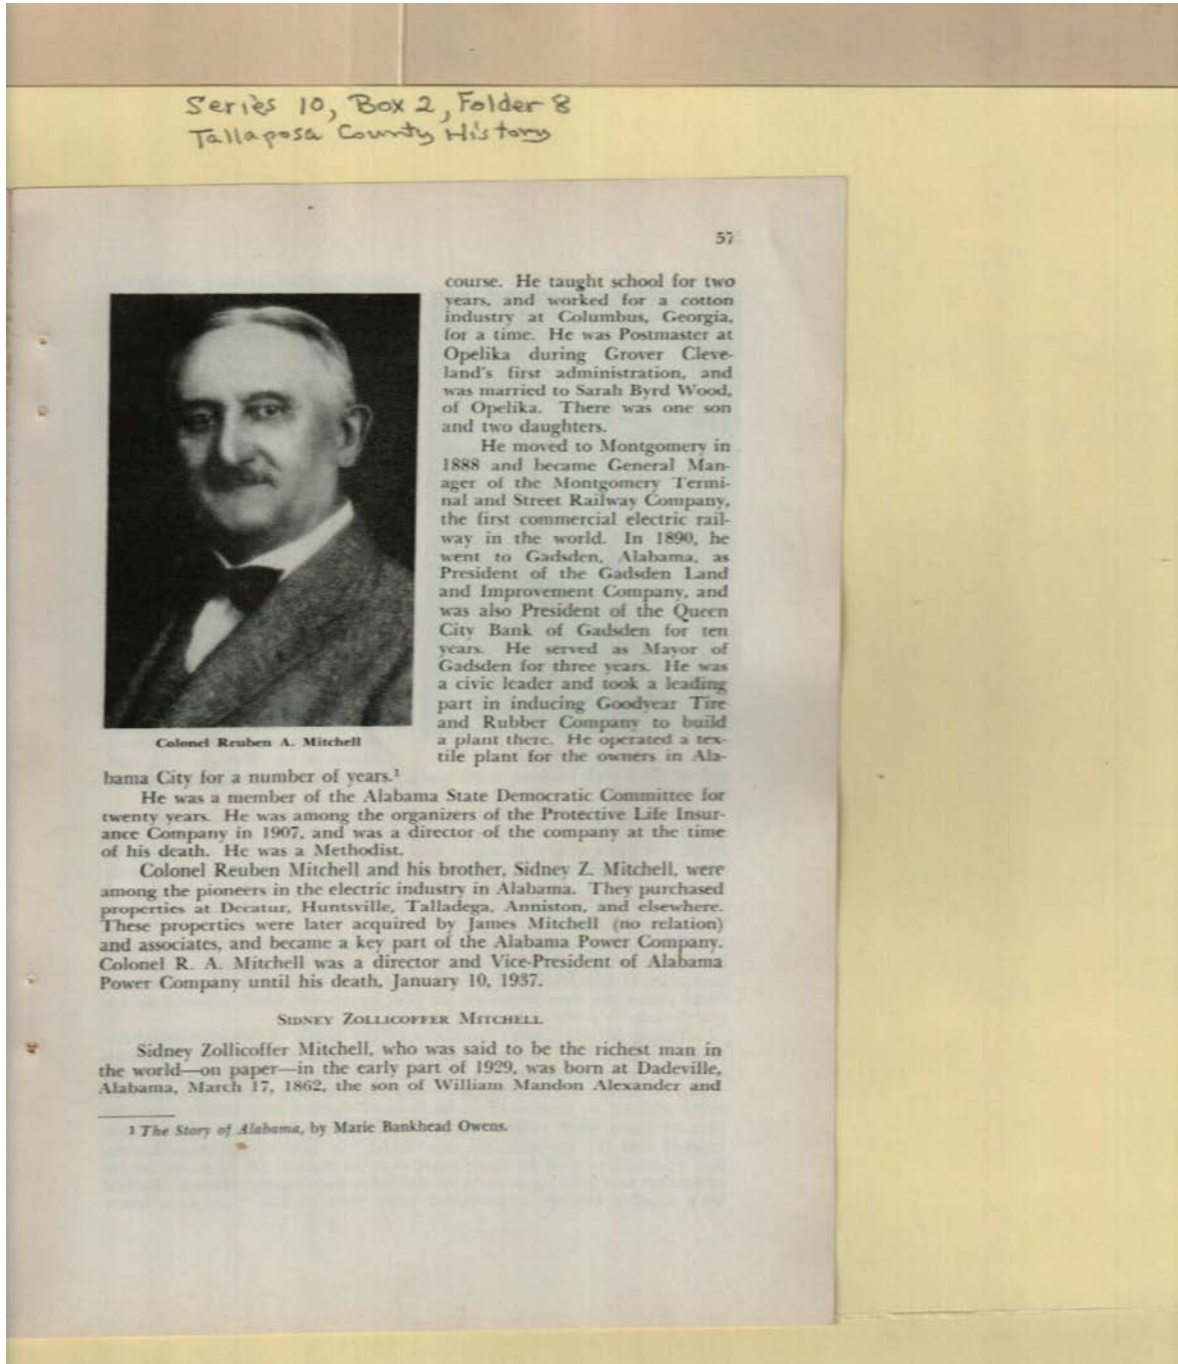 Series 10, Box 2, Folder 8
Tallaposa County History
57
course. He taught school for two
years, and worked for a cotton
industry at Columbus, Georgia,
for a time. He was Postmaster at
Opelika during Grover Cleve-
land's first administration, and
was married to Sarah Byrd Wood,
of Opelika. There was one son
and two daughters.
He moved to Montgomery in
1888 and became General Man-
ager of the Montgomery Termi-
nal and Street Railway Company,
the first commercial electric rail-
way in the world. In 1890, he
went to Gadsden, Alabama, as
President of the Gadsden Land
and Improvement Company, and
was also President of the Queen
City Bank of Gadsden for ten
years. He served as Mayor of
Gadsden for three years. He was
a civic leader and took a leading
part in inducing Goodyear Tire
and Rubber Company to build
a plant there. He operated a tex-
tile plant for the owners in Ala-
Colonel Reuben A. Mitchell
bama City for a number of years.¹
He was a member of the Alabama State Democratic Committee for
twenty years. He was among the organizers of the Protective Life Insur-
ance Company in 1907, and was a director of the company at the time
of his death. He was a Methodist.
Colonel Reuben Mitchell and his brother, Sidney Z. Mitchell, were
among the pioneers in the electric industry in Alabama. They purchased
properties at Decatur, Huntsville, Talladega, Anniston, and elsewhere.
These properties were later acquired by James Mitchell (no relation)
and associates, and became a key part of the Alabama Power Company.
Colonel R. A. Mitchell was a director and Vice-President of Alabama
Power Company until his death, January 10, 1937.
SIDNEY ZOLLICOFFER MITCHELL
Sidney Zollicoffer Mitchell, who was said to be the richest man in
the world—on paper—in the early part of 1929, was born at Dadeville,
Alabama, March 17, 1862, the son of William Mandon Alexander and
1 The Story of Alabama, by Marie Bankhead Owens.